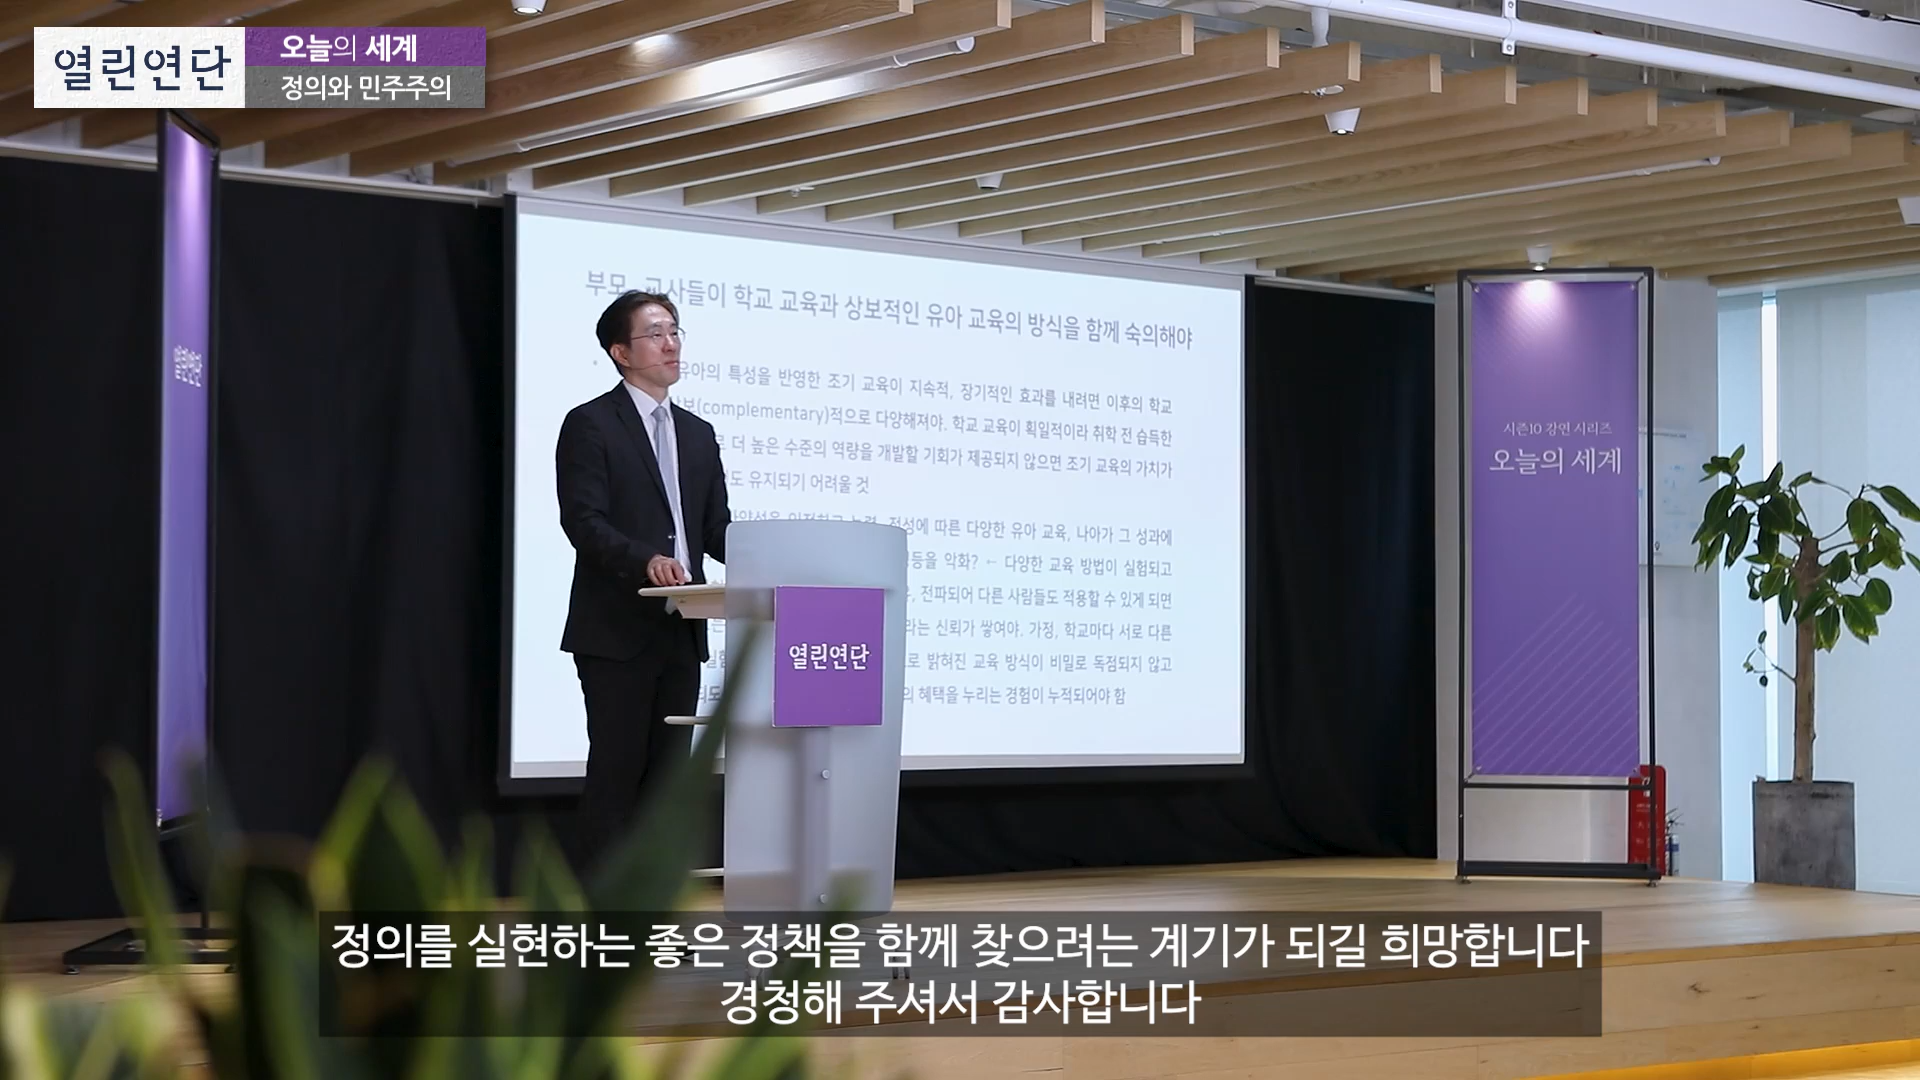 열린연단
오늘의 세계
정의와 민주주의
열린연단
부모 교사들이 학교 교육과 상보적인 유아 교육의 방식을 함께 숙의해야
유아의 특성을 반영한 조기 교육이 지속적, 장기적인 효과를 내려면 이후의 학교
(complementary)적으로 다양해져야. 학교 교육이 획일적이라 취학 전 습득한
더 높은 수준의 역량을 개발할 기회가 제공되지 않으면 조기 교육의 가치가
유지되기 어려울 것
적성에 따른 다양한 유아 교육, 나아가 그 성과에
악화? ← 다양한 교육 방법이 실험되고
전파되어 다른 사람들도 적용할 수 있게 되면
라는 신뢰가 쌓여야. 가정, 학교마다 서로 다른
로 밝혀진 교육 방식이 비밀로 독점되지 않고
의 혜택을 누리는 경험이 누적되어야 함
열린연단
시즌10 강연 시리즈
오늘의 세계
정의를 실현하는 좋은 정책을 함께 찾으려는 계기가 되길 희망합니다
경청해 주셔서 감사합니다